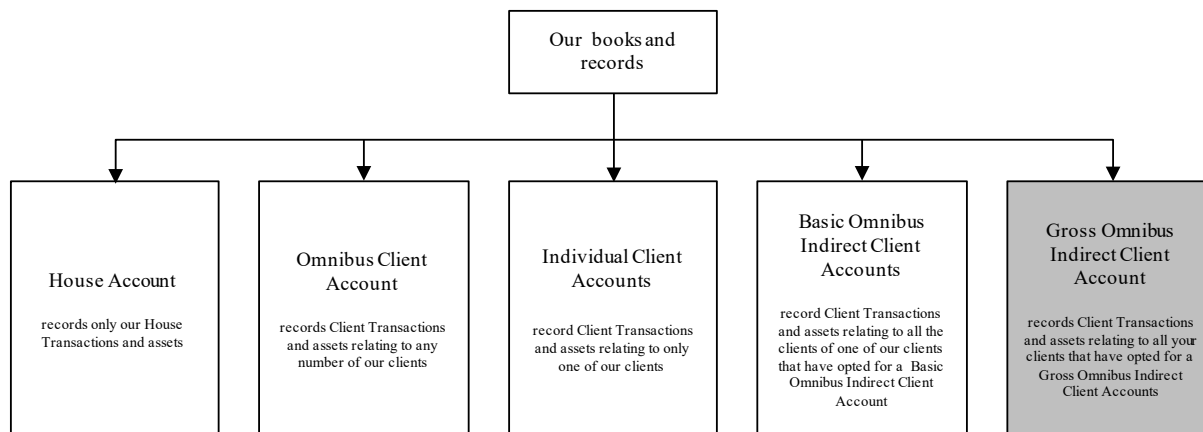 Our books and
records
House Account
records only our House
Transactions and assets
Omnibus Client
Account
records Client Transactions
and assets relating to any
number of our clients
Individual Client
Accounts
record Client Transactions
and assets relating to only
one of our clients
Basic Omnibus
Indirect Client
Accounts
record Client Transactions
and assets relating to all the
clients of one of our clients
that have opted for a Basic
Omnibus Indirect Client
Account
Gross Omnibus
Indirect Client
Account
records Client Transactions
and assets relating to all your
clients that have opted for a
Gross Omnibus Indirect
Client Accounts